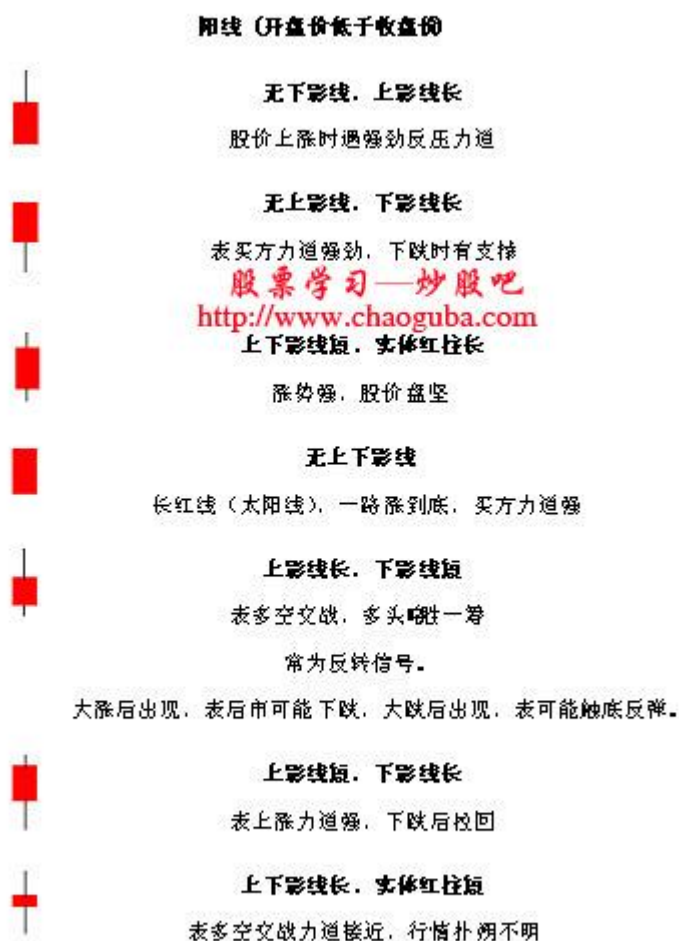 阳线（开盘价低于收盘价）
无下影线．上影线长
股价上涨时遇强劲反压力道
无上影线．下影线长
表买方力道强劲．下跌时有支撑
股票学习—炒股吧
http://www.chaoguba.com
上下影线短．实体红柱长
涨势强．股价盘坚
无上下影线
长红线（太阳线）．一路涨到底．买方力道强
上影线长．下影线短
表多空交战．多头略胜一筹
常为反转信号。
大涨后出现．表后市可能下跌．大跌后出现．表可能触底反弹。
上影线短．下影线长
表上涨力道强．下跌后拉回
上下影线长．实体红柱短
表多空交战力道接近．行情扑朔不明